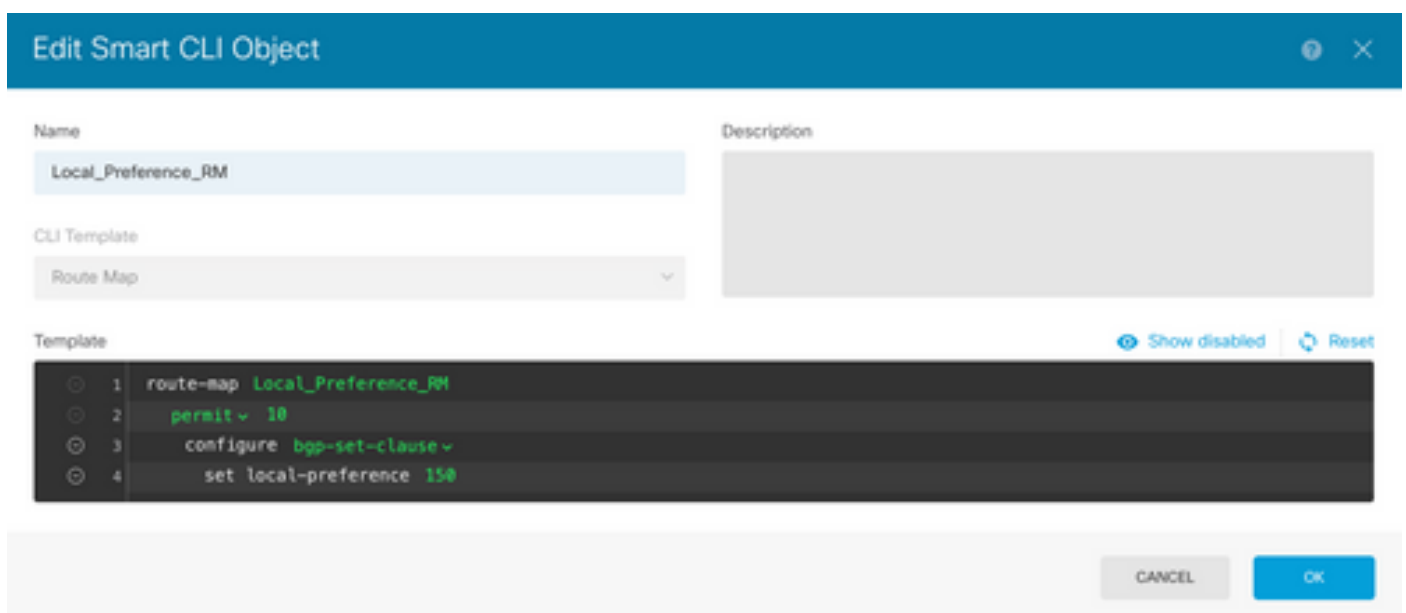 Edit Smart CLI Object
Name
Description
Local_Preference_RM
CLI Template
Route Map
Template
Show disabled
Reset
1 route-map Local_Preference_RM
2 permit 10
3 configure bgp-set-clause
4 set local-preference 150
CANCEL
OK